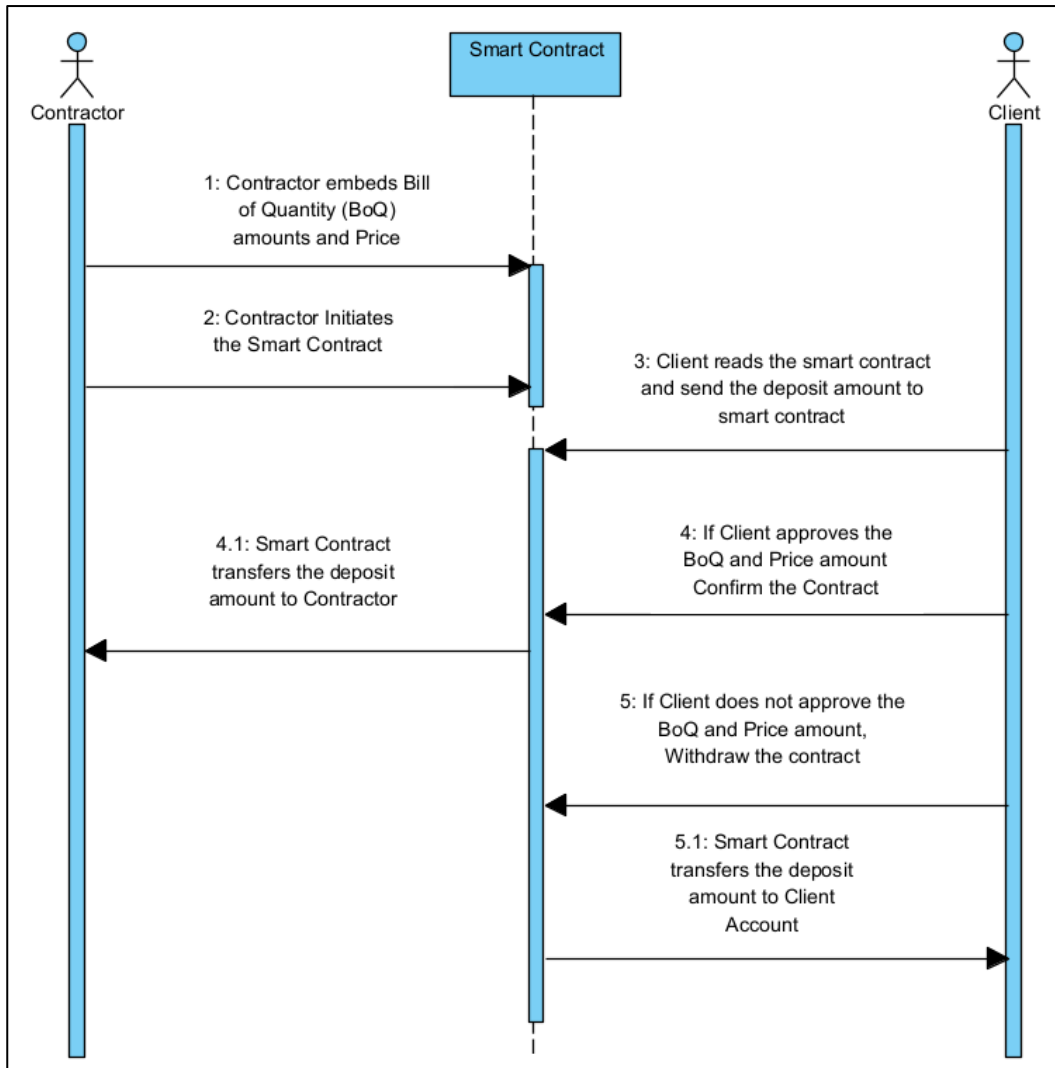 Smart Contract
Contractor
Client
1: Contractor embeds Bill
of Quantity (BoQ)
amounts and Price
2: Contractor Initiates
the Smart Contract
3: Client reads the smart contract
and send the deposit amount to
smart contract
4: If Client approves the
BoQ and Price amount
Confirm the Contract
4.1: Smart Contract
transfers the deposit
amount to Contractor
5: If Client does not approve the
BoQ and Price amount,
Withdraw the contract
5.1: Smart Contract
transfers the deposit
amount to Client
Account